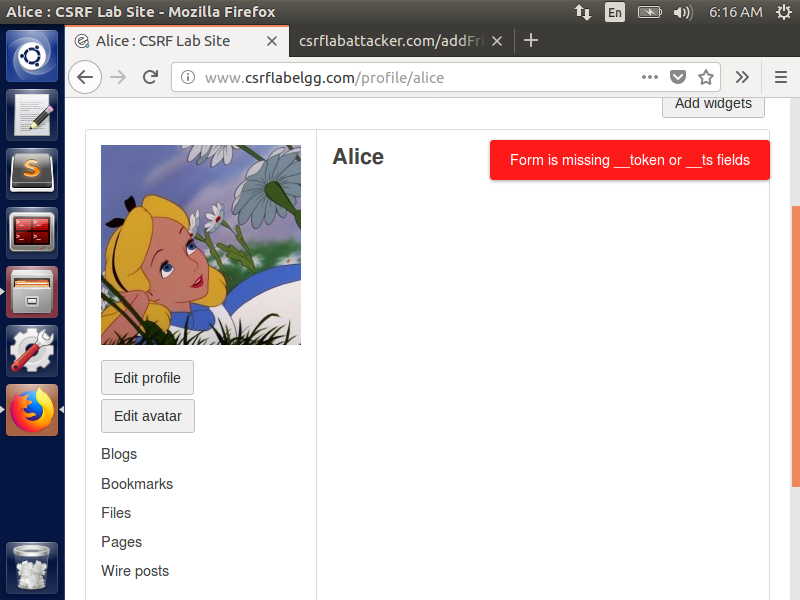 Alice : CSRF Lab Site - Mozilla Firefox
En
6:16 AM
Alice : CSRF Lab Site
csrflabattacker.com/addFri
www.csrflabelgg.com/profile/alice
Add widgets
Alice
Form is missing __token or __ts fields
Edit profile
Edit avatar
Blogs
Bookmarks
Files
Pages
Wire posts